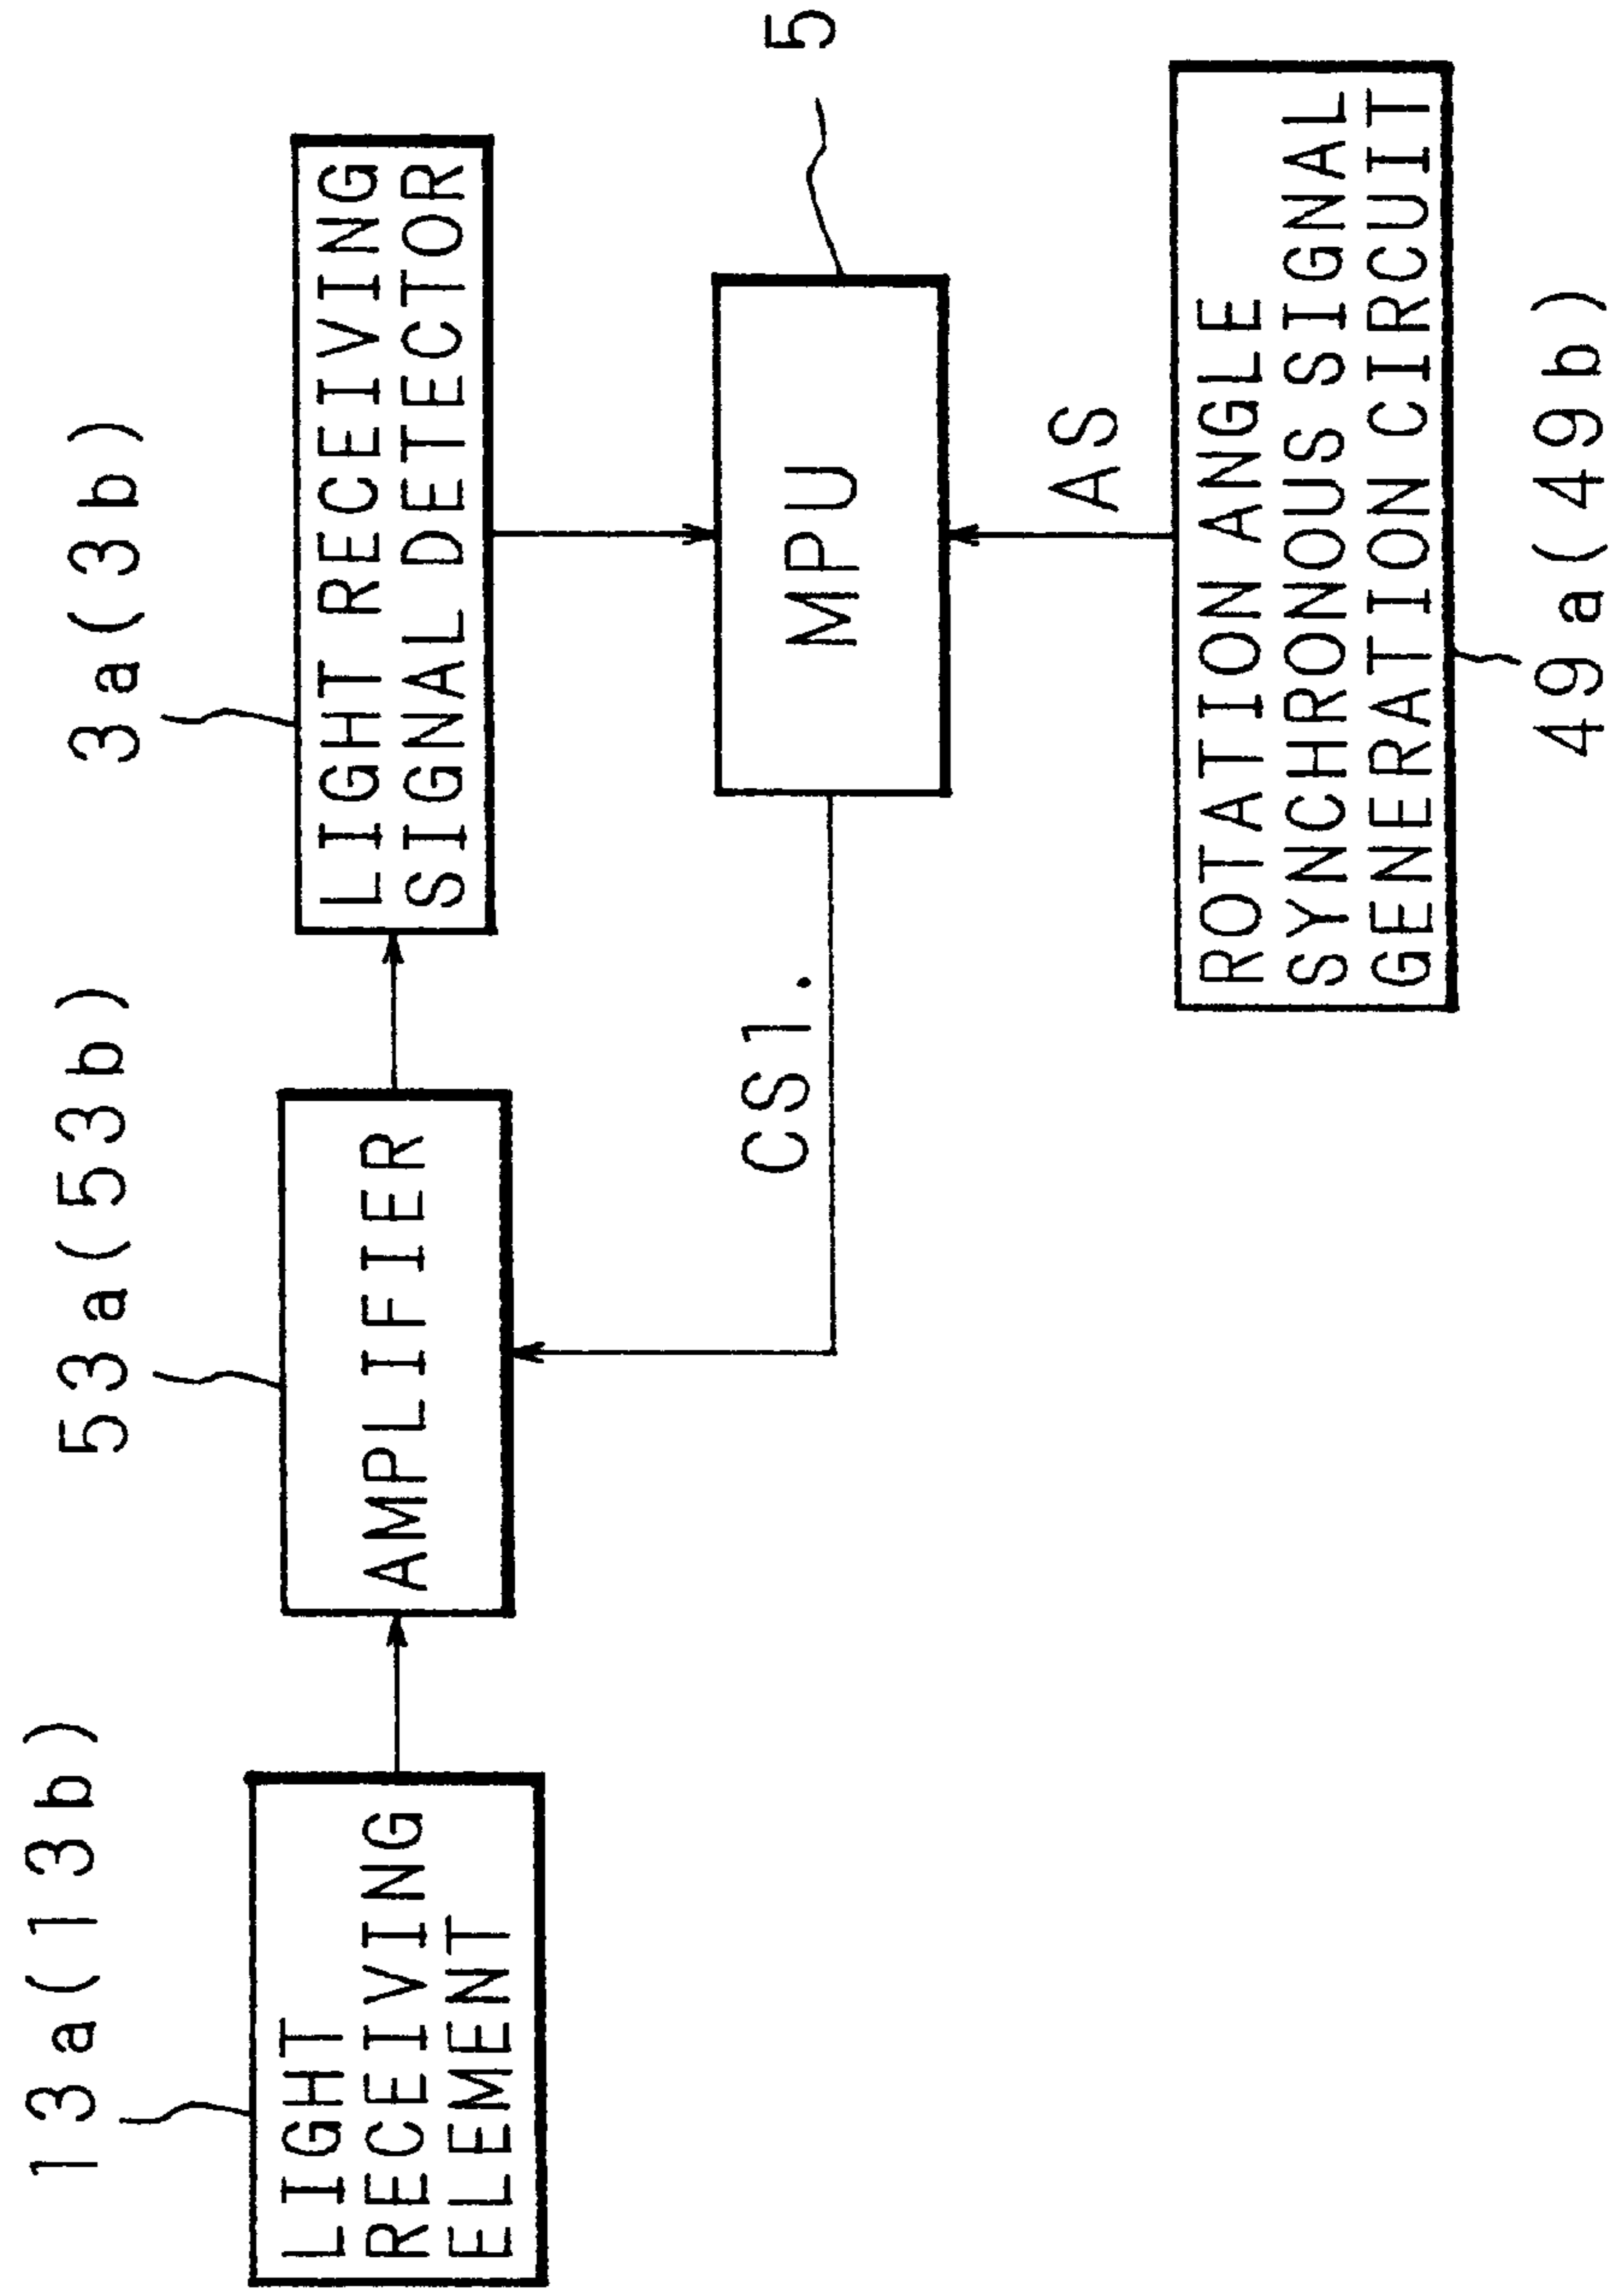 13a(13b)
LIGHT
RECEIVING
ELEMENT
53a(53b)
AMPLIFIER
3a(3b)
LIGHT RECEIVING
SIGNAL DETECTOR
CS1.
MPU
5
AS
ROTATION ANGLE
SYNCHRONOUS SIGNAL
GENERATION CIRCUIT
49a(49b)